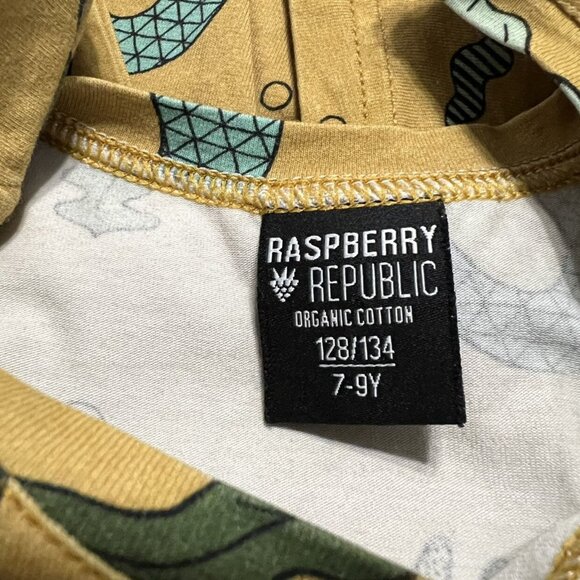 RASPBERRY
REPUBLIC
ORGANIC COTTON
128/134
7-9Y